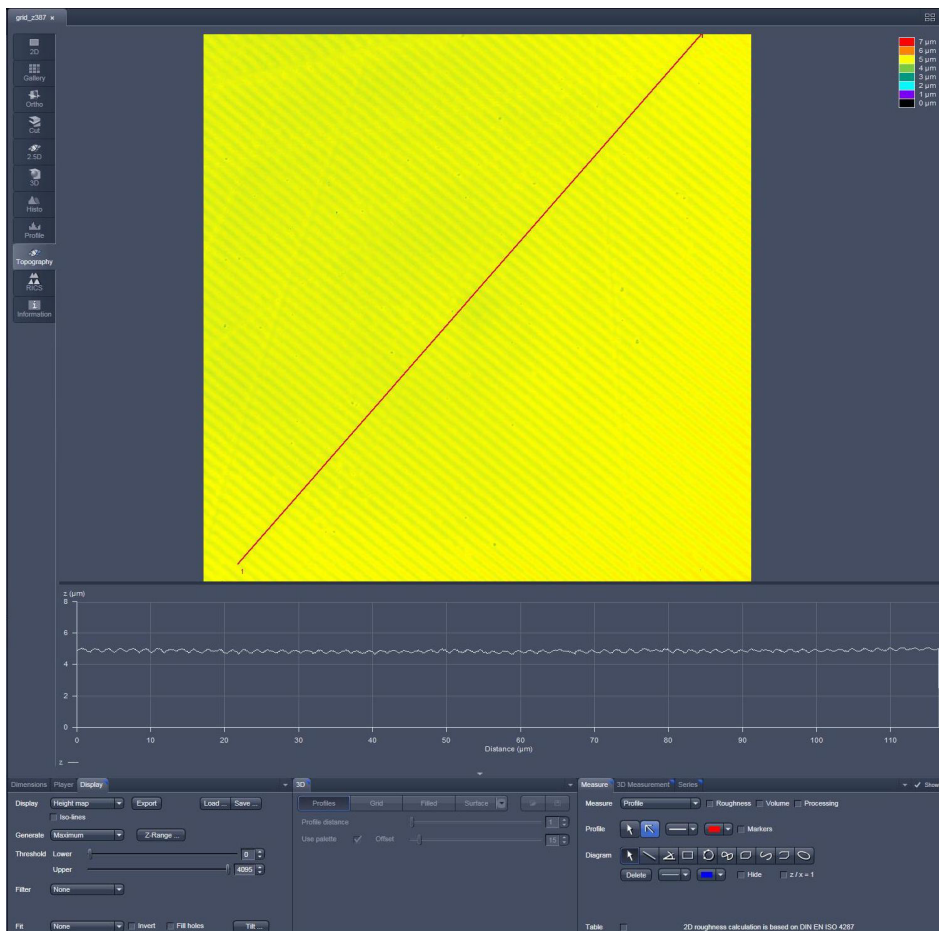 grid_z387 ×
2D
Gallery
Ortho
Cut
2.5D
3D
Histo
Profile
Topography
RICS
Information
7 µm
6 µm
5 µm
4 µm
3 µm
2 µm
1 µm
0 µm
1
z (µm)
8
6
4
2
0
0 10 20 30 40 50 60 70 80 90 100 110
Distance (µm)
z
Dimensions Player Display
Display Height map Export Load ... Save ...
Iso-lines
Generate Maximum Z-Range ...
Threshold Lower 0
Upper 4095
Filter None
Fit None Invert Fill holes Tilt ...
3D
Profiles Grid Filled Surface
Profile distance 1
Use palette Offset 15
Measure 3D Measurement Series Show
Measure Profile Roughness Volume Processing
Profile Markers
Diagram
Delete Hide z / x = 1
Table 2D roughness calculation is based on DIN EN ISO 4287